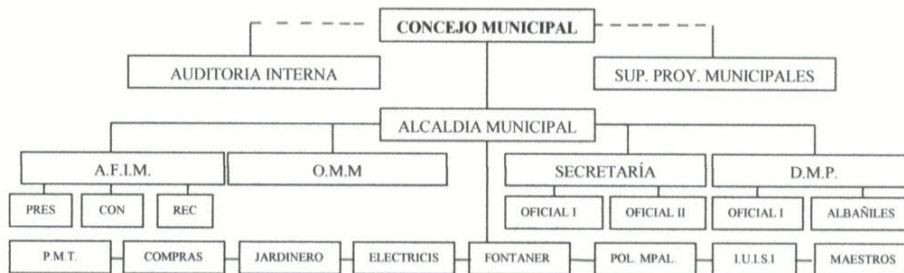 CONCEJO MUNICIPAL
AUDITORIA INTERNA
SUP. PROY. MUNICIPALES
ALCALDIA MUNICIPAL
A.F.I.M.
O.M.M
SECRETARÍA
D.M.P.
PRES
CON
REC
OFICIAL I
OFICIAL II
OFICIAL I
ALBAÑILES
P.M.T.
COMPRAS
JARDINERO
ELECTRICIS
FONTANER
POL. MPAL.
I.U.I.S.I
MAESTROS